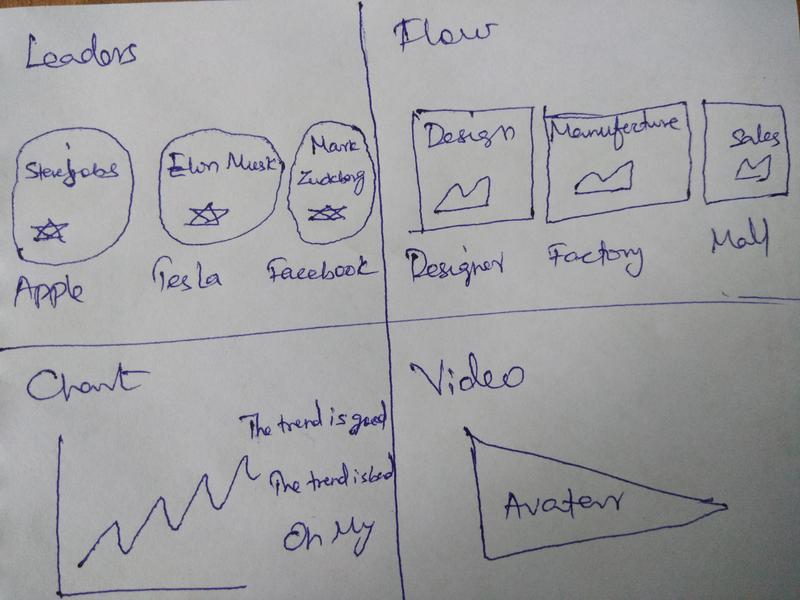 Leaders
Steve jobs
Elon Musk
Mark
Zuckberg
Apple
Tesla
Facebook
Flow
Design
Manufecture
Sales
Designer
Factory
Mall
Chart
The trend is good
The trend is bad
Oh My
Video
Avatar